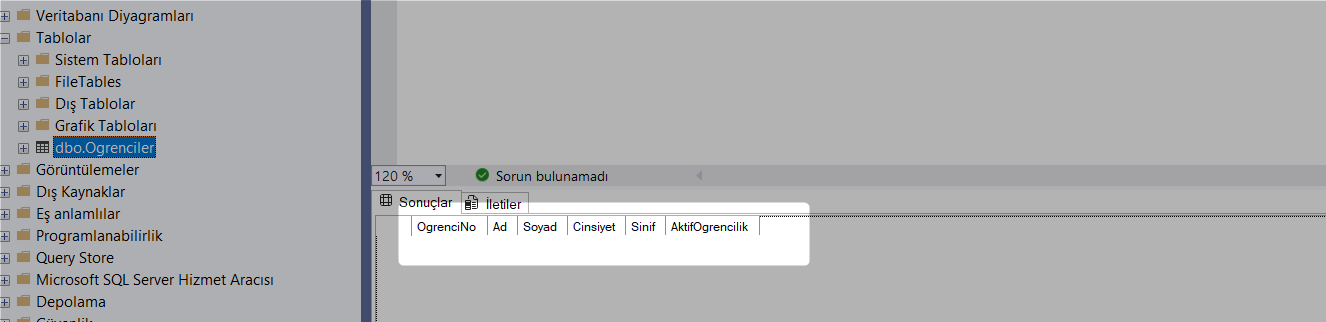 Veritabanı Diyagramları
Tablolar
Sistem Tabloları
FileTables
Dış Tablolar
Grafik Tabloları
dbo.Ogrenciler
Görüntülemeler
Dış Kaynaklar
Eş anlamlılar
Programlanabilirlik
Query Store
Microsoft SQL Server Hizmet Aracısı
Depolama
Güvenlik
120 %
Sorun bulunamadı
Sonuçlar İletiler
OgrenciNo Ad Soyad Cinsiyet Sinif AktifOgrencilik